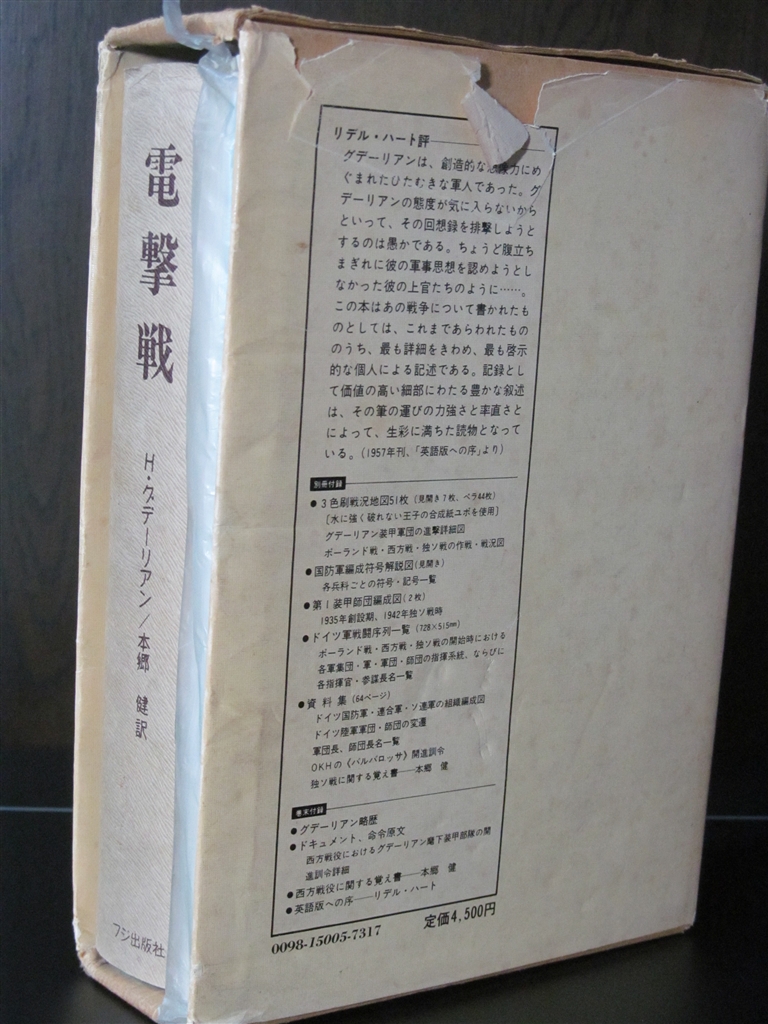 電撃戦
H・グデーリアン/本郷 健訳
フジ出版社
リデル・ハート評
グデーリアンは、創造的な 力にめ
ぐまれたひたむきな軍人であった。グ
デーリアンの態度が気に入らないから
といって、その回想録を排撃しようと
するのは愚かである。ちょうど腹立ち
まぎれに彼の軍事思想を認めようとし
なかった彼の上官たちのように……。
この本はあの戦争について書かれたも
のとしては、これまであらわれたもの
のうち、最も詳細をきわめ、最も啓示
的な個人による記述である。記録とし
て価値の高い細部にわたる豊かな叙述
は、その筆の運びの力強さと率直さと
によって、生彩に満ちた読物となって
いる。(1957年刊、「英語版への序」より)
別冊付録
●3色刷戦況地図51枚(見開き7枚、ペラ44枚)
[水に強く破れない王子の合成紙ユポを使用]
グデーリアン装甲軍団の進撃詳細図
ポーランド戦・西方戦・独ソ戦の作戦・戦況図
●国防軍編成符号解説図(見開き)
各兵科ごとの符号・記号一覧
●第1装甲師団編成図(2枚)
1935年創設期、1942年独ソ戦時
●ドイツ軍戦闘序列一覧(728×515㎜)
ポーランド戦・西方戦・独ソ戦の開始時における
各軍集団・軍・軍団・師団の指揮系統、ならびに
各指揮官・参謀長名一覧
●資料集(64ページ)
ドイツ国防軍・連合軍・ソ連軍の組織編成図
ドイツ陸軍軍団・師団の変遷
軍団長、師団長名一覧
OKHの《バルバロッサ》開進訓令
独ソ戦に関する覚え書——本郷 健
巻末付録
●グデーリアン略歴
●ドキュメント、命令原文
西方戦役におけるグデーリアン麾下装甲部隊の開
進訓令詳細
●西方戦役に関する覚え書——本郷 健
●英語版への序——リデル・ハート
0098-15005-7317
定価4,500円